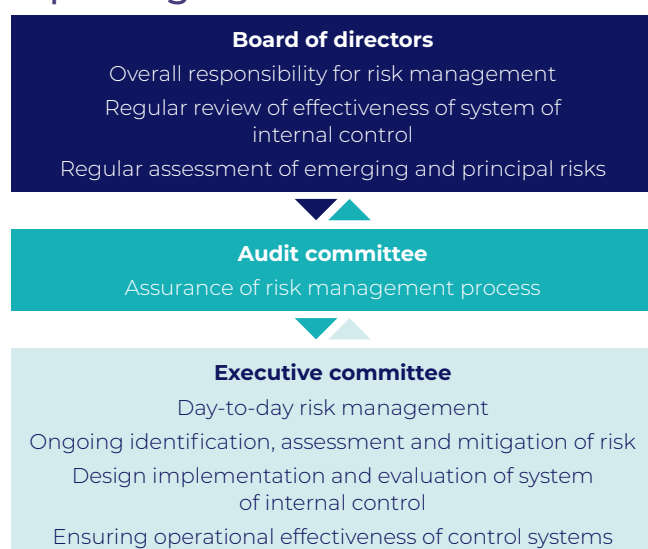 Board of directors
Overall responsibility for risk management
Regular review of effectiveness of system of
internal control
Regular assessment of emerging and principal risks
Audit committee
Assurance of risk management process
Executive committee
Day-to-day risk management
Ongoing identification, assessment and mitigation of risk
Design implementation and evaluation of system
of internal control
Ensuring operational effectiveness of control systems